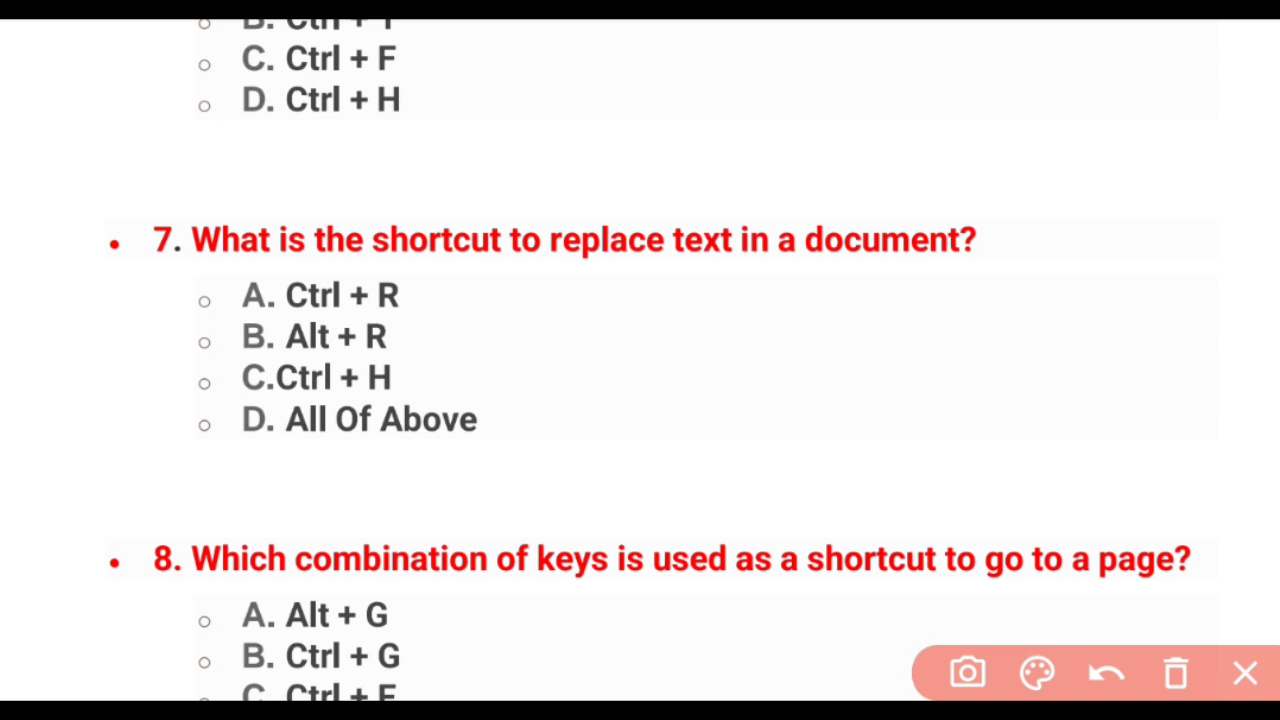 C. Ctrl + F
D. Ctrl + H
7. What is the shortcut to replace text in a document?
A. Ctrl + R
B. Alt + R
C.Ctrl + H
D. All Of Above
8. Which combination of keys is used as a shortcut to go to a page?
A. Alt + G
B. Ctrl + G
C. Ctrl +